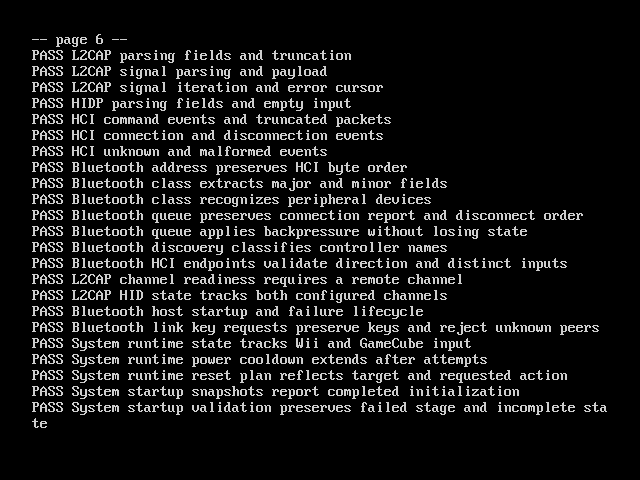 -- page 6 --
PASS L2CAP parsing fields and truncation
PASS L2CAP signal parsing and payload
PASS L2CAP signal iteration and error cursor
PASS HIDP parsing fields and empty input
PASS HCI command events and truncated packets
PASS HCI connection and disconnection events
PASS HCI unknown and malformed events
PASS Bluetooth address preserves HCI byte order
PASS Bluetooth class extracts major and minor fields
PASS Bluetooth class recognizes peripheral devices
PASS Bluetooth queue preserves connection report and disconnect order
PASS Bluetooth queue applies backpressure without losing state
PASS Bluetooth discovery classifies controller names
PASS Bluetooth HCI endpoints validate direction and distinct inputs
PASS L2CAP channel readiness requires a remote channel
PASS L2CAP HID state tracks both configured channels
PASS Bluetooth host startup and failure lifecycle
PASS Bluetooth link key requests preserve keys and reject unknown peers
PASS System runtime state tracks Wii and GameCube input
PASS System runtime power cooldown extends after attempts
PASS System runtime reset plan reflects target and requested action
PASS System startup snapshots report completed initialization
PASS System startup validation preserves failed stage and incomplete sta
te